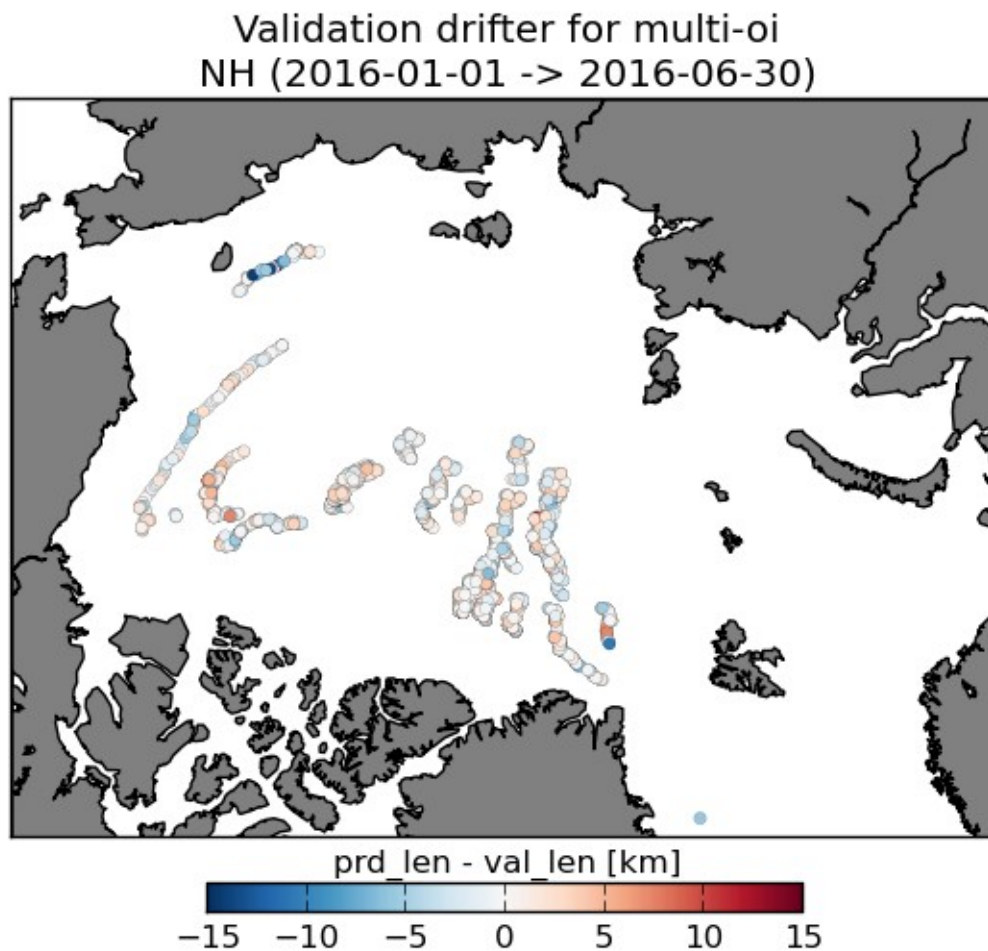 Validation drifter for multi-oi
NH (2016-01-01 -> 2016-06-30)
prd_len - val_len [km]
−15 −10 −5 0 5 10 15